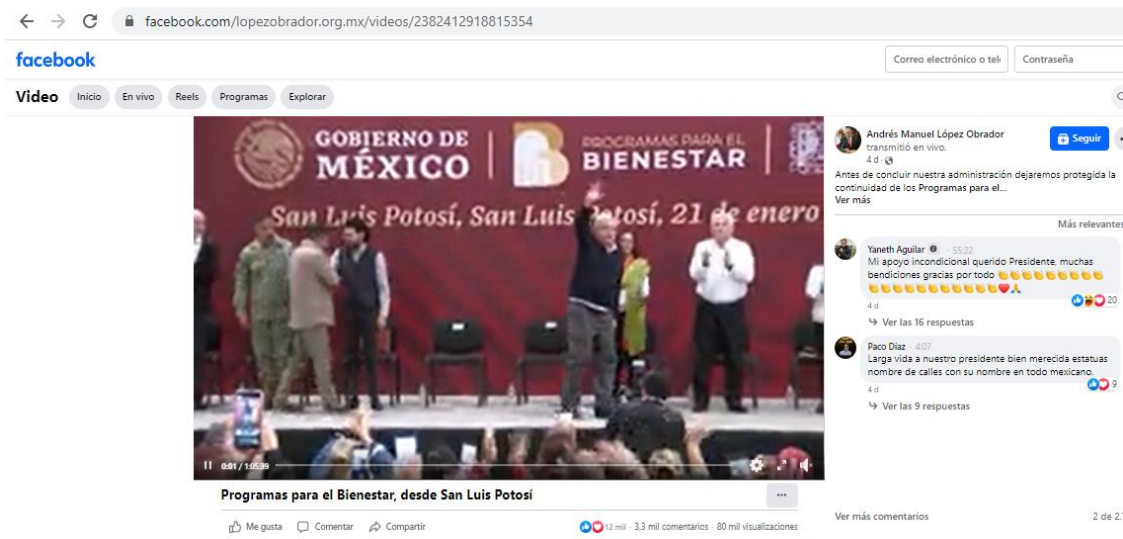 facebook.com/lopezobrador.org.mx/videos/2382412918815354
facebook
Correo electrónico o tele
Contraseña
Video
Inicio
En vivo
Reels
Programas
Explorar
GOBIERNO DE
MÉXICO
PROGRAMAS PARA EL
BIENESTAR
San Luis Potosí, San Luis Potosí, 21 de enero
0:01 / 1:05:39
Programas para el Bienestar, desde San Luis Potosí
Me gusta
Comentar
Compartir
12 mil · 3,3 mil comentarios · 80 mil visualizaciones
Andrés Manuel López Obrador
transmitió en vivo.
4 d ·
Seguir
Antes de concluir nuestra administración dejaremos protegida la
continuidad de los Programas para el...
Ver más
Más relevantes
Yaneth Aguilar · 55:22
Mi apoyo incondicional querido Presidente, muchas
bendiciones gracias por todo 👏👏👏👏👏👏👏👏👏
👏👏👏👏👏👏👏👏👏👏👏❤️🙏
20
4 d
Ver las 16 respuestas
Paco Diaz · 4:07
Larga vida a nuestro presidente bien merecida estatuas
nombre de calles con su nombre en todo mexicano.
9
4 d
Ver las 9 respuestas
Ver más comentarios
2 de 2.